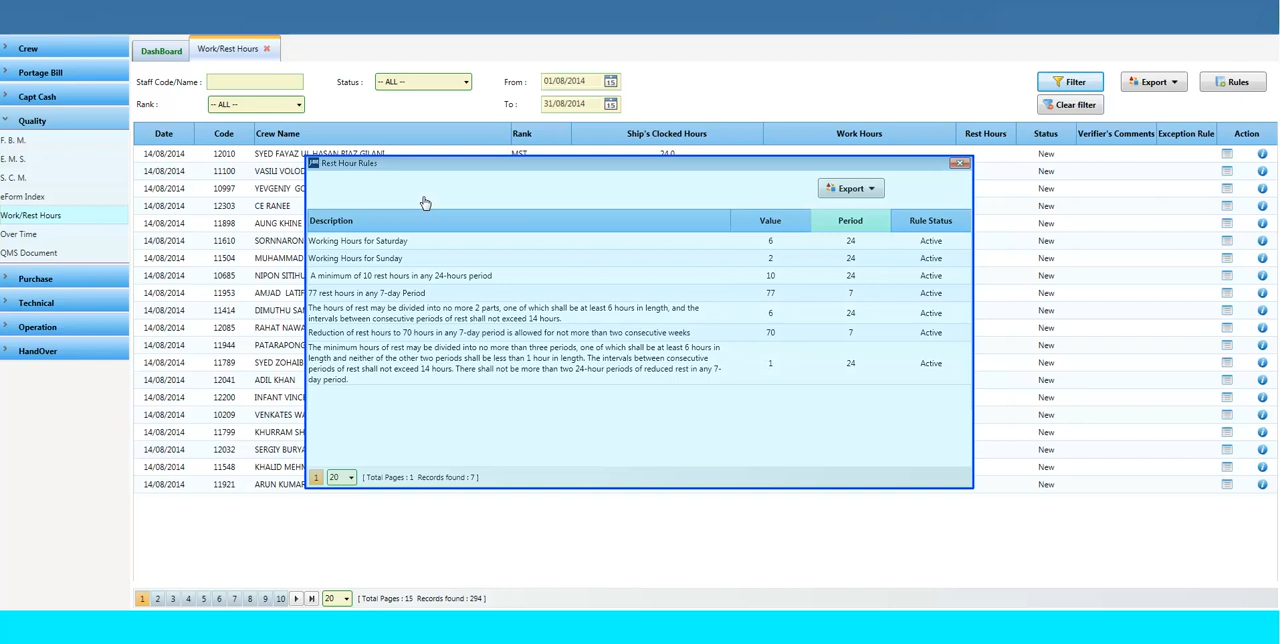 Crew
Portage Bill
Capt Cash
Quality
F. B. M.
E. M. S.
S. C. M.
eForm Index
Work/Rest Hours
Over Time
QMS Document
Purchase
Technical
Operation
HandOver
DashBoard Work/Rest Hours
Staff Code/Name : Status : -- ALL -- From : 01/08/2014 15 Filter Export Rules
Rank : -- ALL -- To : 31/08/2014 15 Clear filter
Date Code Crew Name Rank Ship's Clocked Hours Work Hours Rest Hours Status Verifier's Comments Exception Rule Action
14/08/2014 12010 SYED FAYAZ UL HASAN RIAZ GILANI MST 24.0 New
14/08/2014 11100 VASILI VOLOD New
14/08/2014 10997 YEVGENIY GO New
14/08/2014 12303 CE RANEE New
14/08/2014 11898 AUNG KHINE New
14/08/2014 11610 SORNNARON New
14/08/2014 11504 MUHAMMAD New
14/08/2014 10685 NIPON SITIHU New
14/08/2014 11953 AMJAD LATIF New
14/08/2014 11414 DIMUTHU SA New
14/08/2014 12085 RAHAT NAWA New
14/08/2014 11944 PATARAPONG New
14/08/2014 11789 SYED ZOHAIB New
14/08/2014 12041 ADIL KHAN New
14/08/2014 12200 INFANT VINC New
14/08/2014 10209 VENKATES WA New
14/08/2014 11799 KHURRAM SH New
14/08/2014 12032 SERGIY BURYA New
14/08/2014 11548 KHALID MEHM New
14/08/2014 11921 ARUN KUMAR New
Rest Hour Rules
Export
Description Value Period Rule Status
Working Hours for Saturday 6 24 Active
Working Hours for Sunday 2 24 Active
A minimum of 10 rest hours in any 24-hours period 10 24 Active
77 rest hours in any 7-day Period 77 7 Active
The hours of rest may be divided into no more 2 parts, one of which shall be at least 6 hours in length, and the
intervals between consecutive periods of rest shall not exceed 14 hours. 6 24 Active
Reduction of rest hours to 70 hours in any 7-day period is allowed for not more than two consecutive weeks 70 7 Active
The minimum hours of rest may be divided into no more than three periods, one of which shall be at least 6 hours in
length and neither of the other two periods shall be less than 1 hour in length. The intervals between consecutive
periods of rest shall not exceed 14 hours. There shall not be more than two 24-hour periods of reduced rest in any 7-
day period. 1 24 Active
1 20 [ Total Pages : 1 Records found : 7 ]
1 2 3 4 5 6 7 8 9 10 20 [ Total Pages : 15 Records found : 294 ]